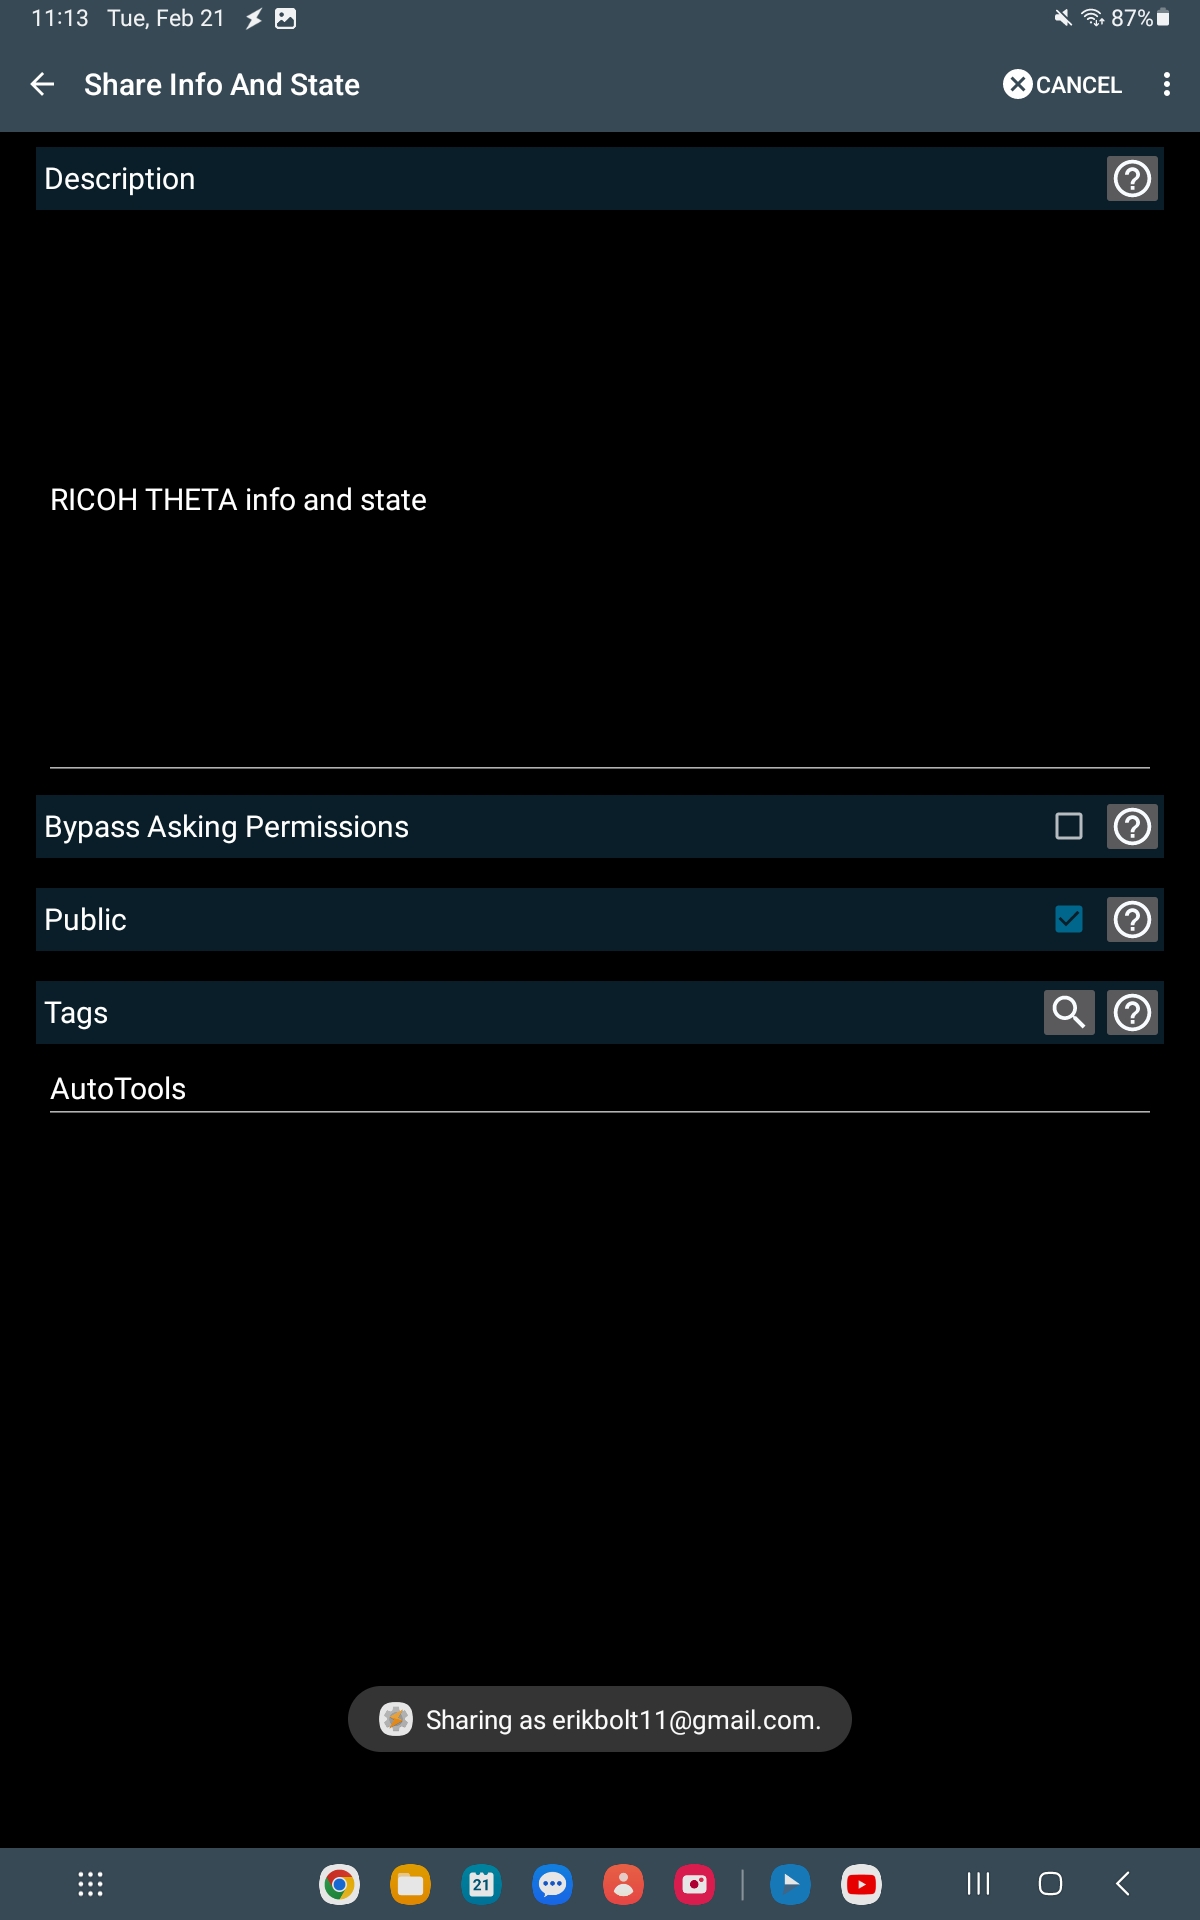 11:13 Tue, Feb 21 87%
Share Info And State CANCEL
Description
RICOH THETA info and state
Bypass Asking Permissions
Public
Tags
AutoTools
Sharing as erikbolt11@gmail.com.
21